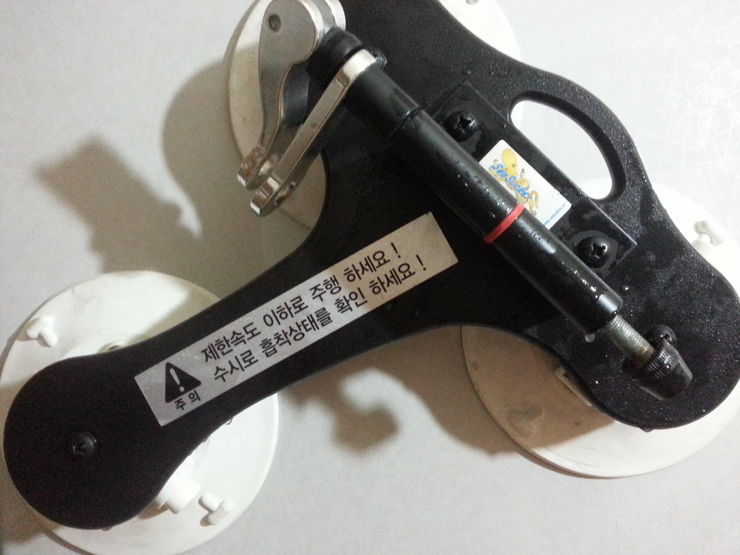 제한속도 이하로 주행 하세요 !
수시로 흡착상태를 확인 하세요 !
주 의